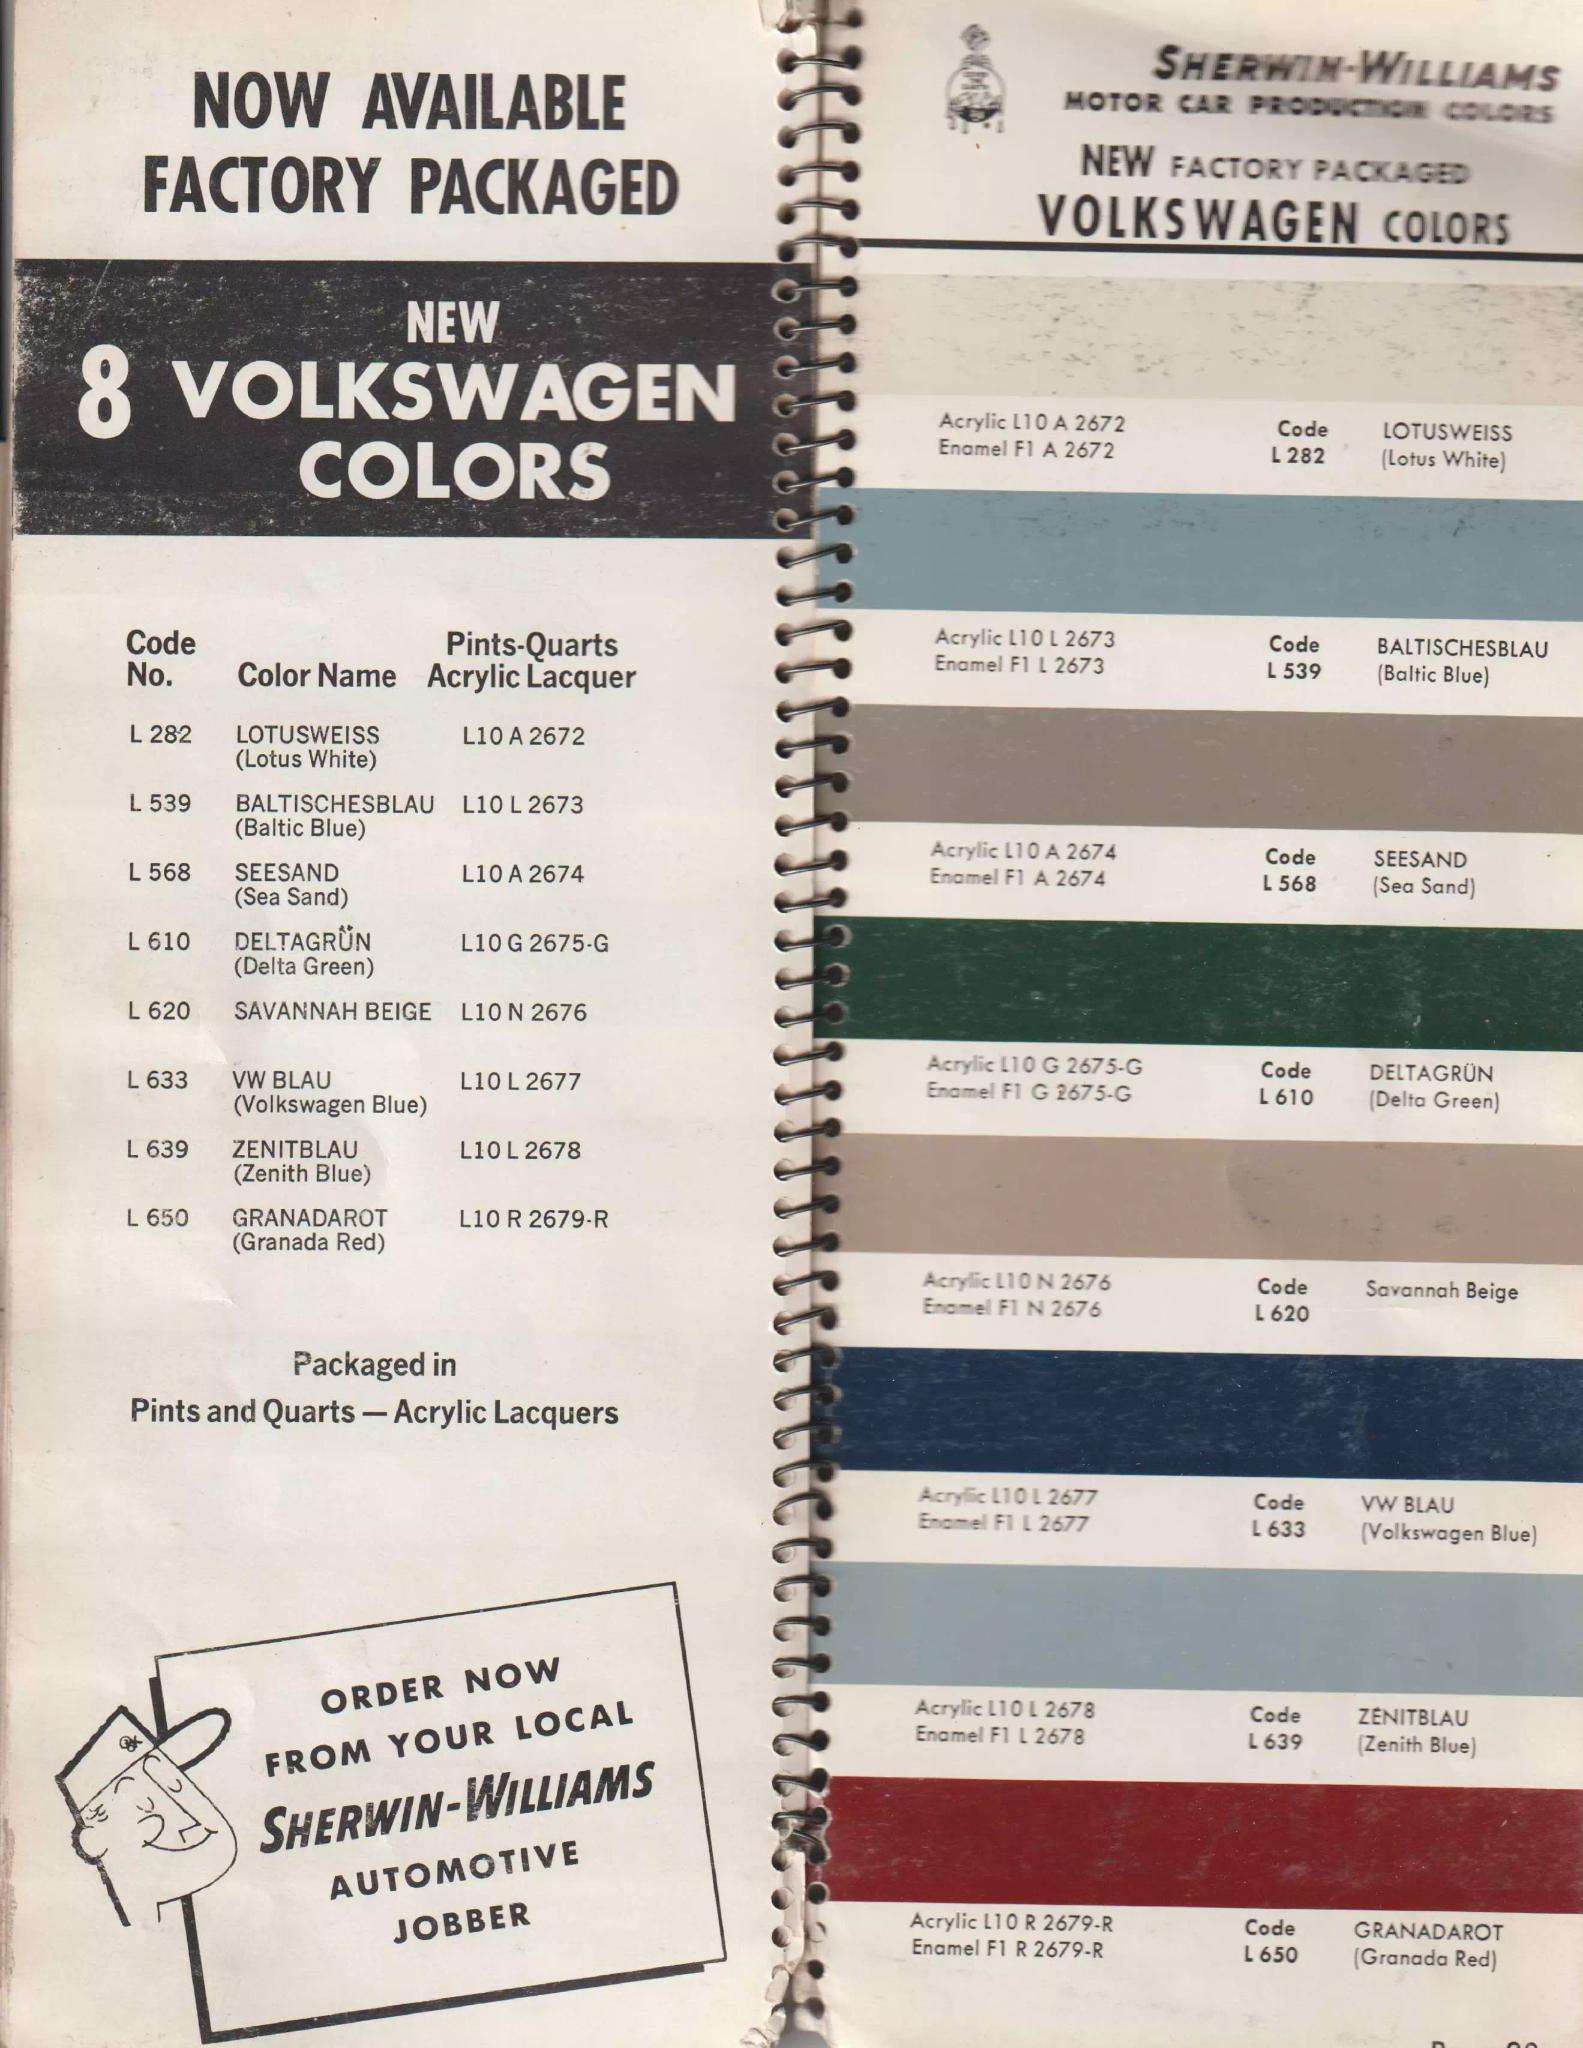 NOW AVAILABLE
FACTORY PACKAGED
NEW
8 VOLKSWAGEN
COLORS
Code No. Color Name Pints-Quarts Acrylic Lacquer
L 282 LOTUSWEISS L10 A 2672
(Lotus White)
L 539 BALTISCHESBLAU L10 L 2673
(Baltic Blue)
L 568 SEESAND L10 A 2674
(Sea Sand)
L 610 DELTAGRÜN L10 G 2675-G
(Delta Green)
L 620 SAVANNAH BEIGE L10 N 2676
L 633 VW BLAU L10 L 2677
(Volkswagen Blue)
L 639 ZENITBLAU L10 L 2678
(Zenith Blue)
L 650 GRANADAROT L10 R 2679-R
(Granada Red)
Packaged in
Pints and Quarts — Acrylic Lacquers
ORDER NOW
FROM YOUR LOCAL
SHERWIN-WILLIAMS
AUTOMOTIVE
JOBBER
SHERWIN-WILLIAMS
MOTOR CAR PRODUCTION COLORS
NEW FACTORY PACKAGED
VOLKSWAGEN COLORS
Acrylic L10 A 2672 Code LOTUSWEISS
Enamel F1 A 2672 L 282 (Lotus White)
Acrylic L10 L 2673 Code BALTISCHESBLAU
Enamel F1 L 2673 L 539 (Baltic Blue)
Acrylic L10 A 2674 Code SEESAND
Enamel F1 A 2674 L 568 (Sea Sand)
Acrylic L10 G 2675-G Code DELTAGRÜN
Enamel F1 G 2675-G L 610 (Delta Green)
Acrylic L10 N 2676 Code Savannah Beige
Enamel F1 N 2676 L 620
Acrylic L10 L 2677 Code VW BLAU
Enamel F1 L 2677 L 633 (Volkswagen Blue)
Acrylic L10 L 2678 Code ZENITBLAU
Enamel F1 L 2678 L 639 (Zenith Blue)
Acrylic L10 R 2679-R Code GRANADAROT
Enamel F1 R 2679-R L 650 (Granada Red)